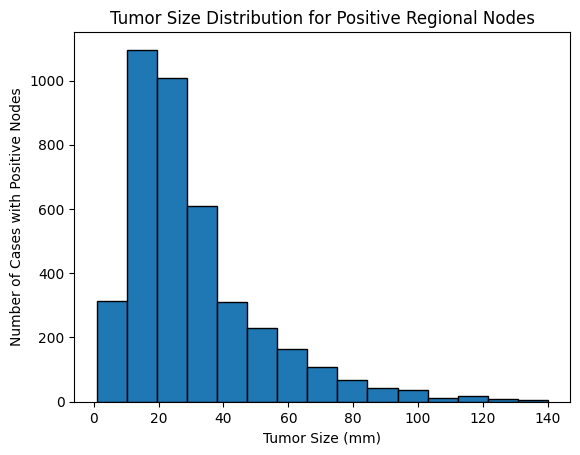 Tumor Size Distribution for Positive Regional Nodes
Number of Cases with Positive Nodes
1000
800
600
400
200
0
0 20 40 60 80 100 120 140
Tumor Size (mm)